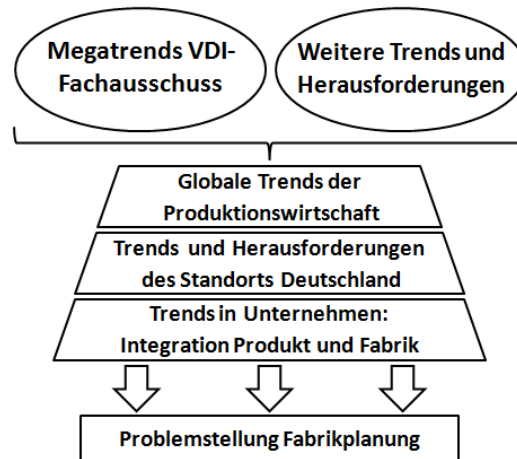 Megatrends VDI-
Fachausschuss
Weitere Trends und
Herausforderungen
Globale Trends der
Produktionswirtschaft
Trends und Herausforderungen
des Standorts Deutschland
Trends in Unternehmen:
Integration Produkt und Fabrik
Problemstellung Fabrikplanung